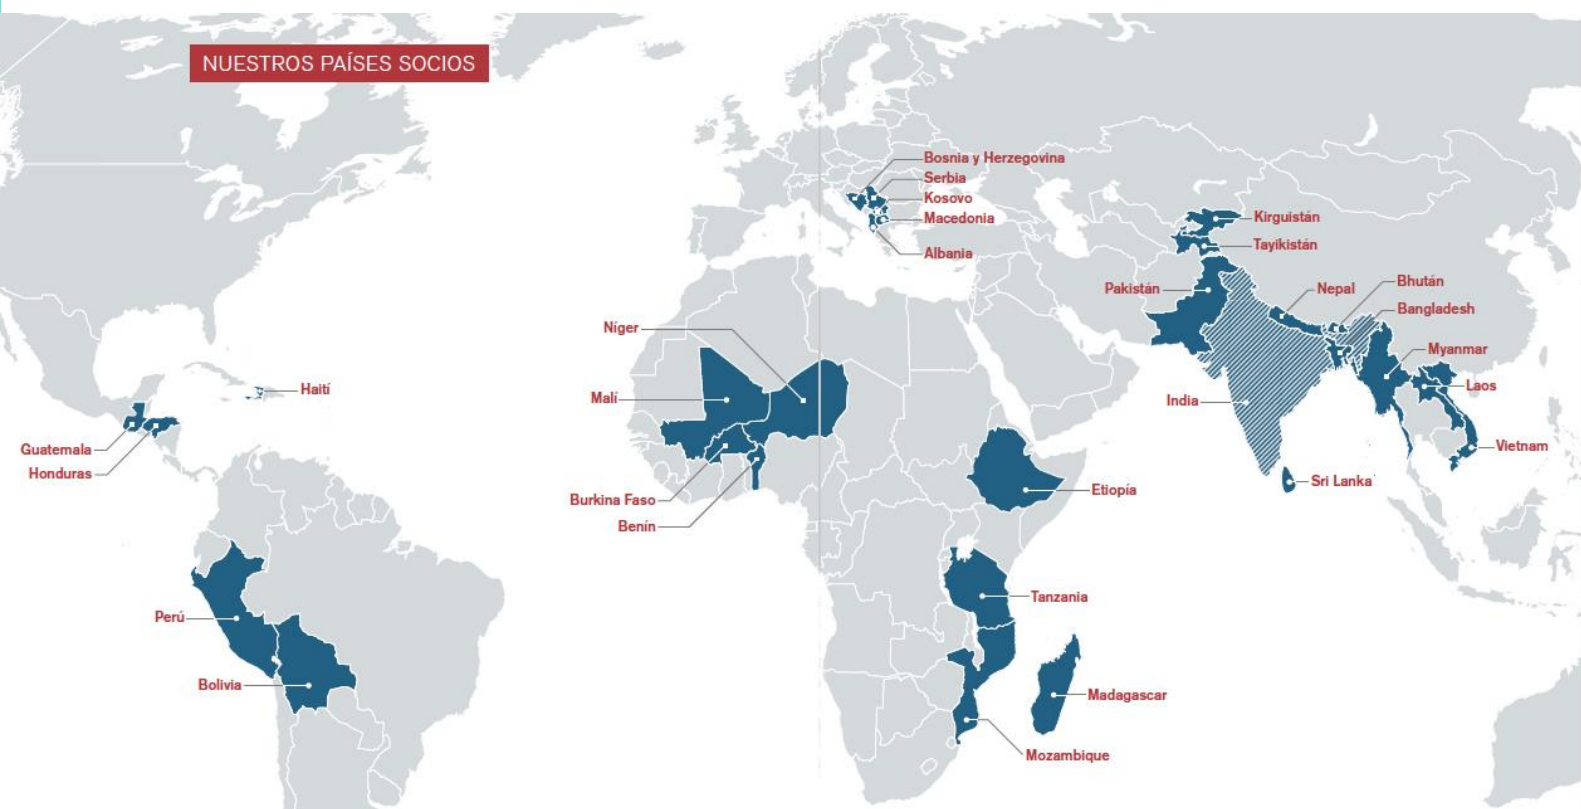 NUESTROS PAÍSES SOCIOS
Bosnia y Herzegovina
Serbia
Kosovo
Macedonia
Albania
Kirguistán
Tayikistán
Pakistán
Nepal
Bhután
Bangladesh
Myanmar
Laos
India
Vietnam
Sri Lanka
Níger
Malí
Burkina Faso
Benín
Etiopía
Tanzania
Madagascar
Mozambique
Haití
Guatemala
Honduras
Perú
Bolivia